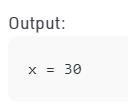 Output:
x = 30